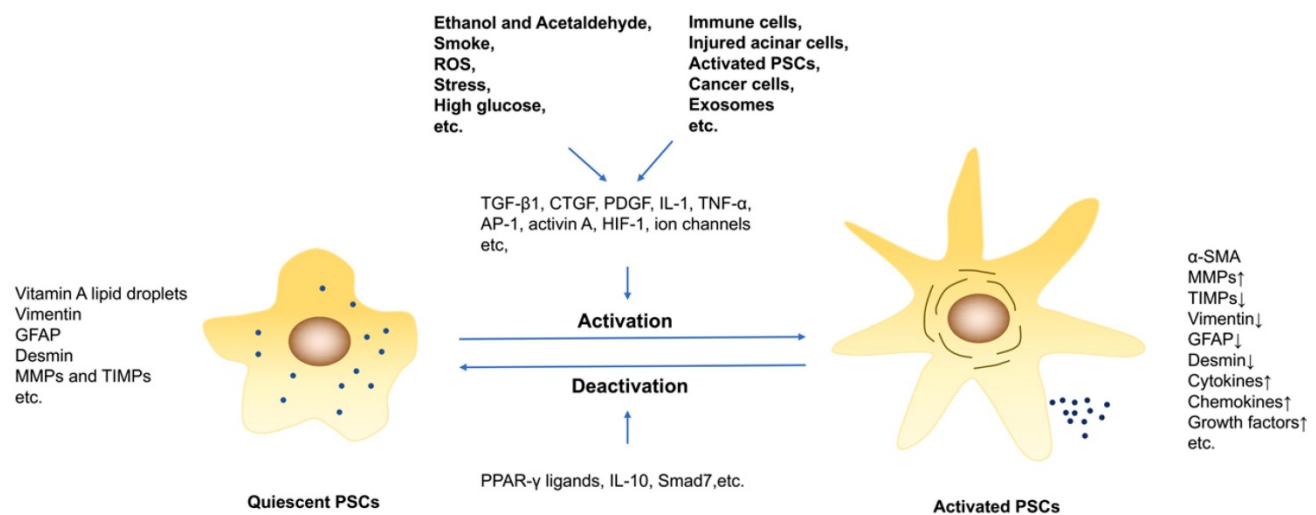 Ethanol and Acetaldehyde,
Smoke,
ROS,
Stress,
High glucose,
etc.
Immune cells,
Injured acinar cells,
Activated PSCs,
Cancer cells,
Exosomes
etc.
TGF-β1, CTGF, PDGF, IL-1, TNF-α,
AP-1, activin A, HIF-1, ion channels
etc,
Vitamin A lipid droplets
Vimentin
GFAP
Desmin
MMPs and TIMPs
etc.
Activation
Deactivation
α-SMA
MMPs↑
TIMPs↓
Vimentin↓
GFAP↓
Desmin↓
Cytokines↑
Chemokines↑
Growth factors↑
etc.
PPAR-γ ligands, IL-10, Smad7,etc.
Quiescent PSCs
Activated PSCs